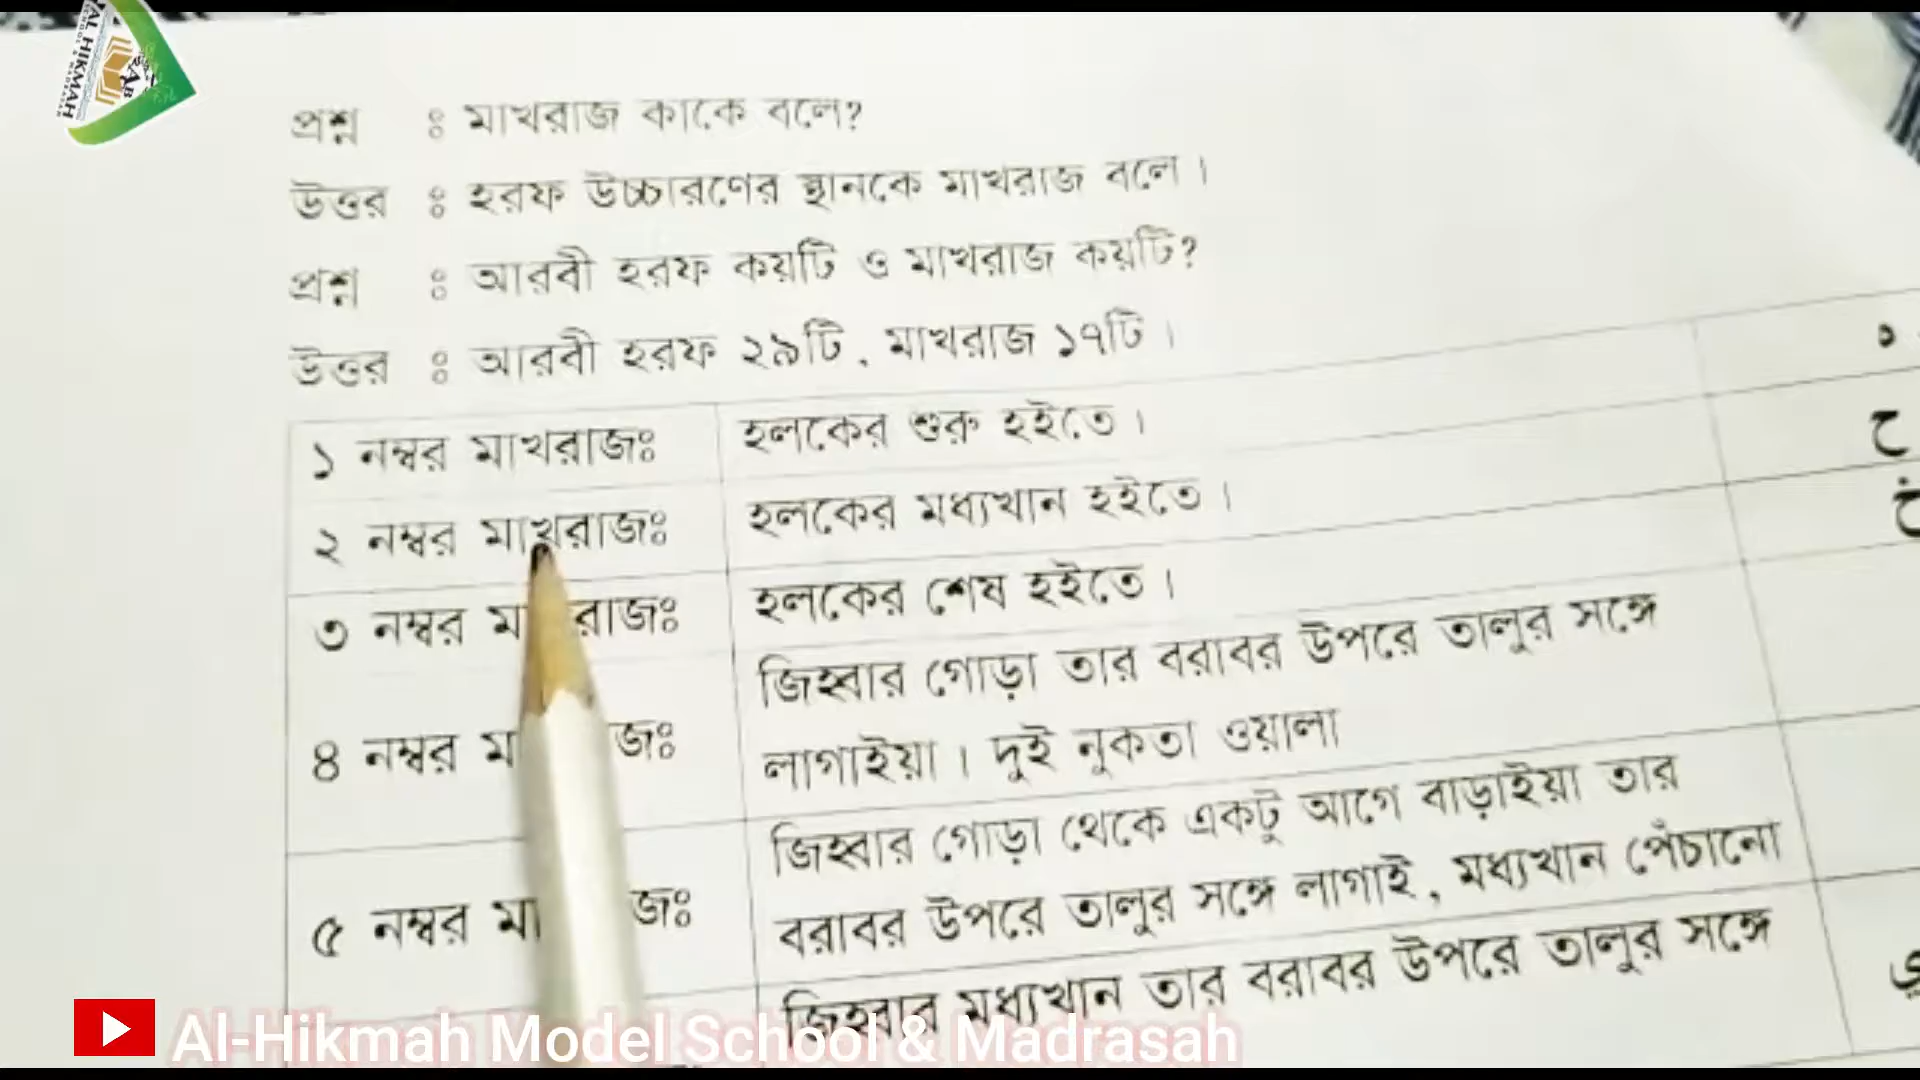 AL HIKMAH
প্রশ্ন : মাখরাজ কাকে বলে?
উত্তর : হরফ উচ্চারণের স্থানকে মাখরাজ বলে।
প্রশ্ন : আরবী হরফ কয়টি ও মাখরাজ কয়টি?
উত্তর : আরবী হরফ ২৯টি, মাখরাজ ১৭টি।
১ নম্বর মাখরাজঃ হলকের শুরু হইতে।
২ নম্বর মাখরাজঃ হলকের মধ্যখান হইতে। ح
৩ নম্বর মা রাজঃ হলকের শেষ হইতে। خ
৪ নম্বর ম জঃ জিহ্বার গোড়া তার বরাবর উপরে তালুর সঙ্গে
লাগাইয়া। দুই নুকতা ওয়ালা
৫ নম্বর মা জঃ জিহ্বার গোড়া থেকে একটু আগে বাড়াইয়া তার
বরাবর উপরে তালুর সঙ্গে লাগাই, মধ্যখান পেঁচানো
জিহ্বার মধ্যখান তার বরাবর উপরে তালুর সঙ্গে
Al-Hikmah Model School & Madrasah